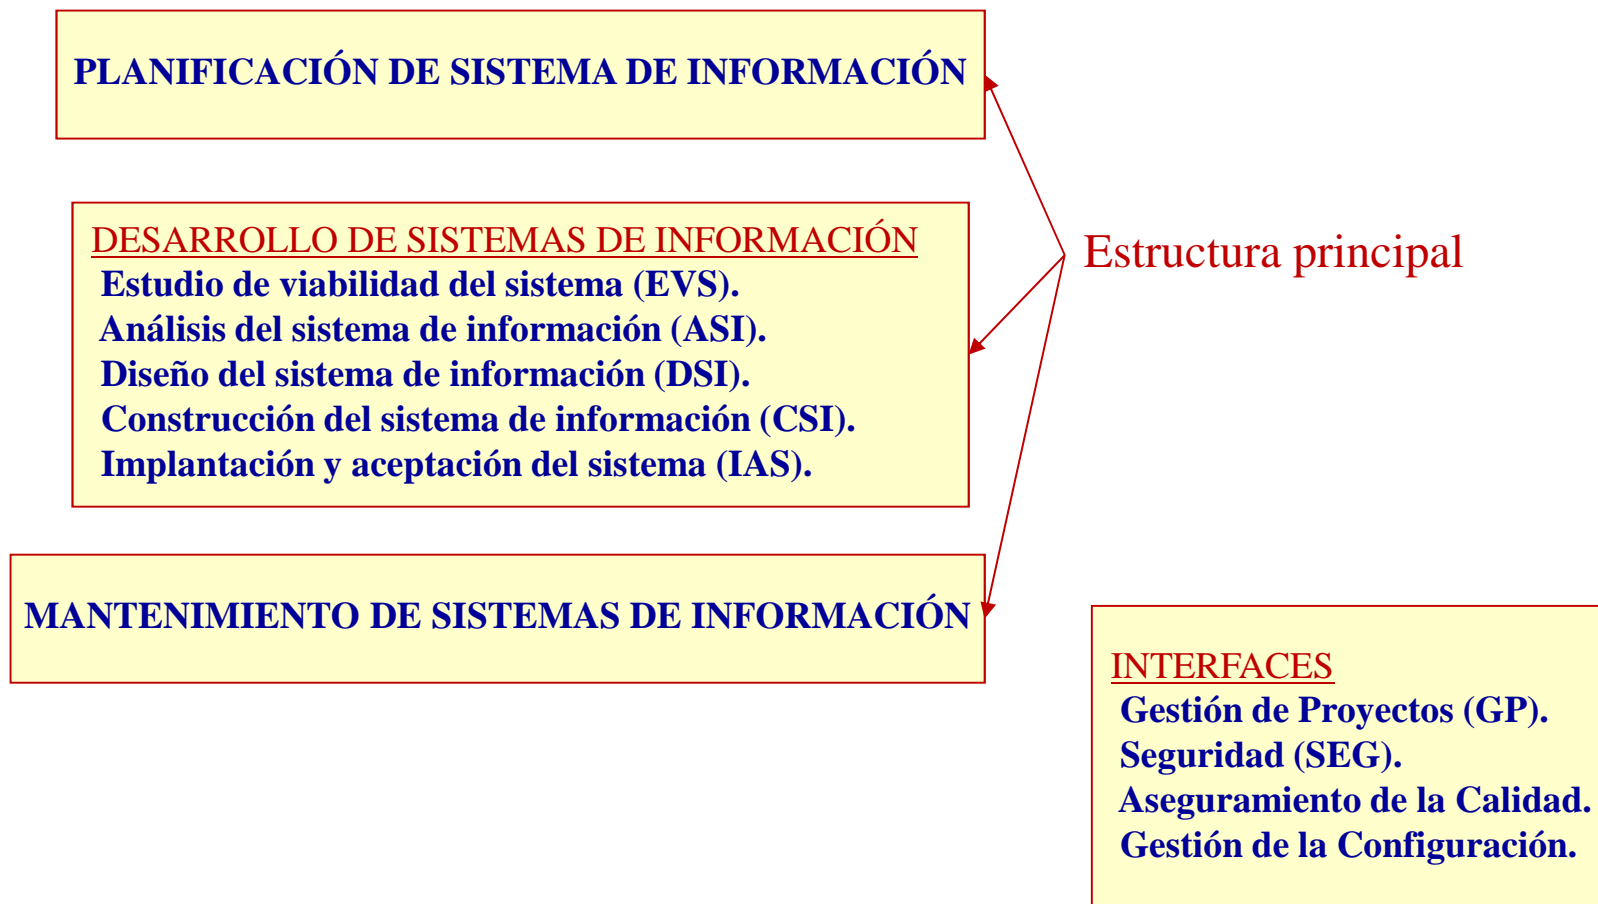 PLANIFICACIÓN DE SISTEMA DE INFORMACIÓN
DESARROLLO DE SISTEMAS DE INFORMACIÓN
Estudio de viabilidad del sistema (EVS).
Análisis del sistema de información (ASI).
Diseño del sistema de información (DSI).
Construcción del sistema de información (CSI).
Implantación y aceptación del sistema (IAS).
Estructura principal
MANTENIMIENTO DE SISTEMAS DE INFORMACIÓN
INTERFACES
Gestión de Proyectos (GP).
Seguridad (SEG).
Aseguramiento de la Calidad.
Gestión de la Configuración.